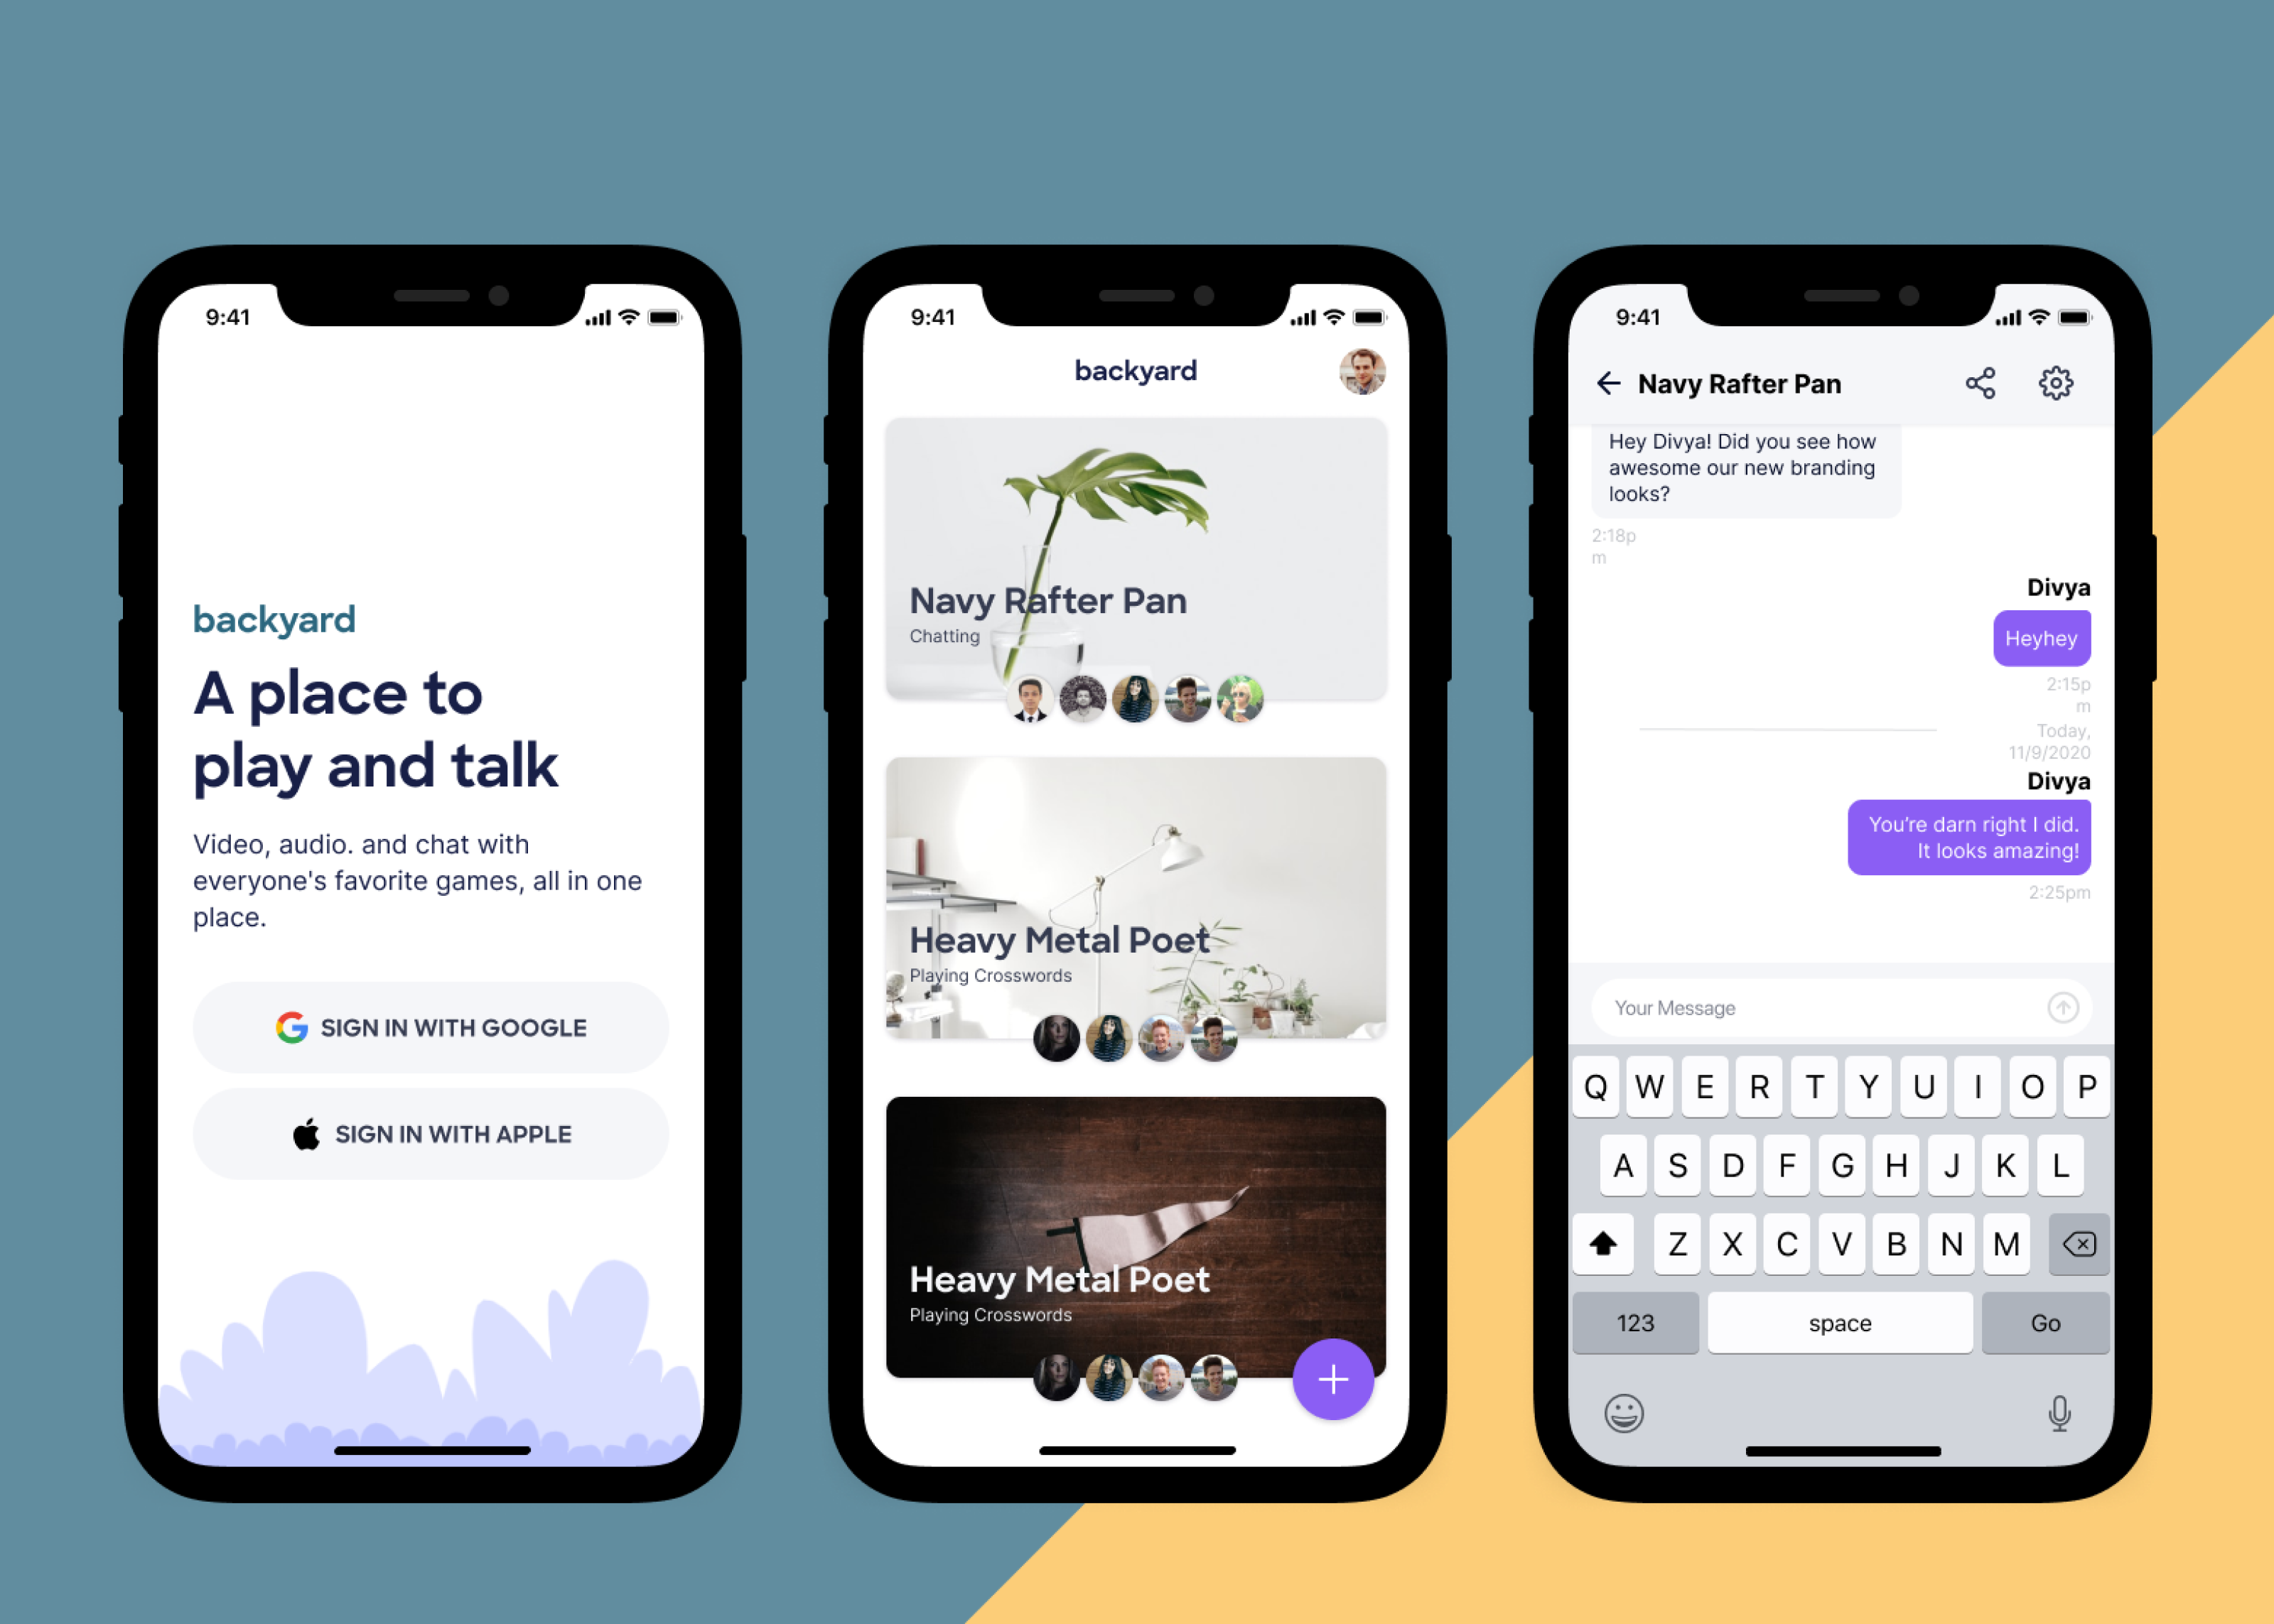 9:41
backyard
A place to
play and talk
Video, audio. and chat with
everyone's favorite games, all in one
place.
SIGN IN WITH GOOGLE
SIGN IN WITH APPLE
9:41
backyard
Navy Rafter Pan
Chatting
Heavy Metal Poet
Playing Crosswords
Heavy Metal Poet
Playing Crosswords
9:41
Navy Rafter Pan
Hey Divya! Did you see how
awesome our new branding
looks?
2:18p
m
Divya
Heyhey
2:15p
m
Today,
11/9/2020
Divya
You’re darn right I did.
It looks amazing!
2:25pm
Your Message
Q W E R T Y U I O P
A S D F G H J K L
Z X C V B N M
123 space Go